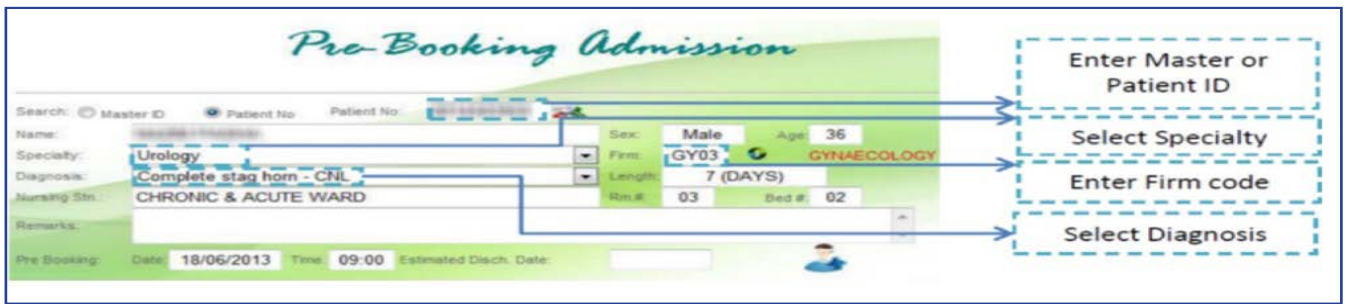 Pre-Booking Admission
Search: Master ID Patient No Patient No:
Name: Sex: Male Age: 36
Specialty: Urology Firm: GY03 GYNAECOLOGY
Diagnosis: Complete stag horn - CNL Length: 7 (DAYS)
Nursing Stn.: CHRONIC & ACUTE WARD Rm.#: 03 Bed #: 02
Remarks:
Pre Booking: Date: 18/06/2013 Time: 09:00 Estimated Disch. Date:
Enter Master or
Patient ID
Select Specialty
Enter Firm code
Select Diagnosis